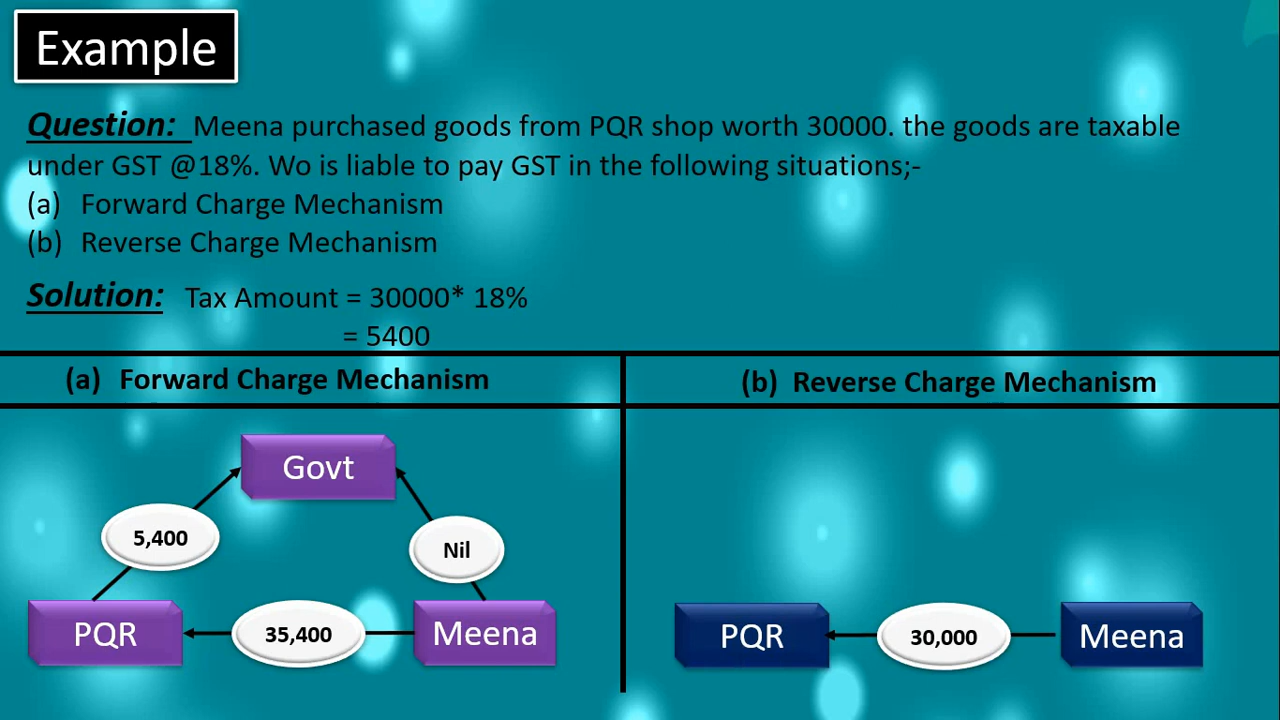 Example
Question: Meena purchased goods from PQR shop worth 30000. the goods are taxable
under GST @18%. Wo is liable to pay GST in the following situations;-
(a) Forward Charge Mechanism
(b) Reverse Charge Mechanism
Solution: Tax Amount = 30000* 18%
= 5400
(a) Forward Charge Mechanism
(b) Reverse Charge Mechanism
Govt
5,400
Nil
PQR
35,400
Meena
PQR
30,000
Meena